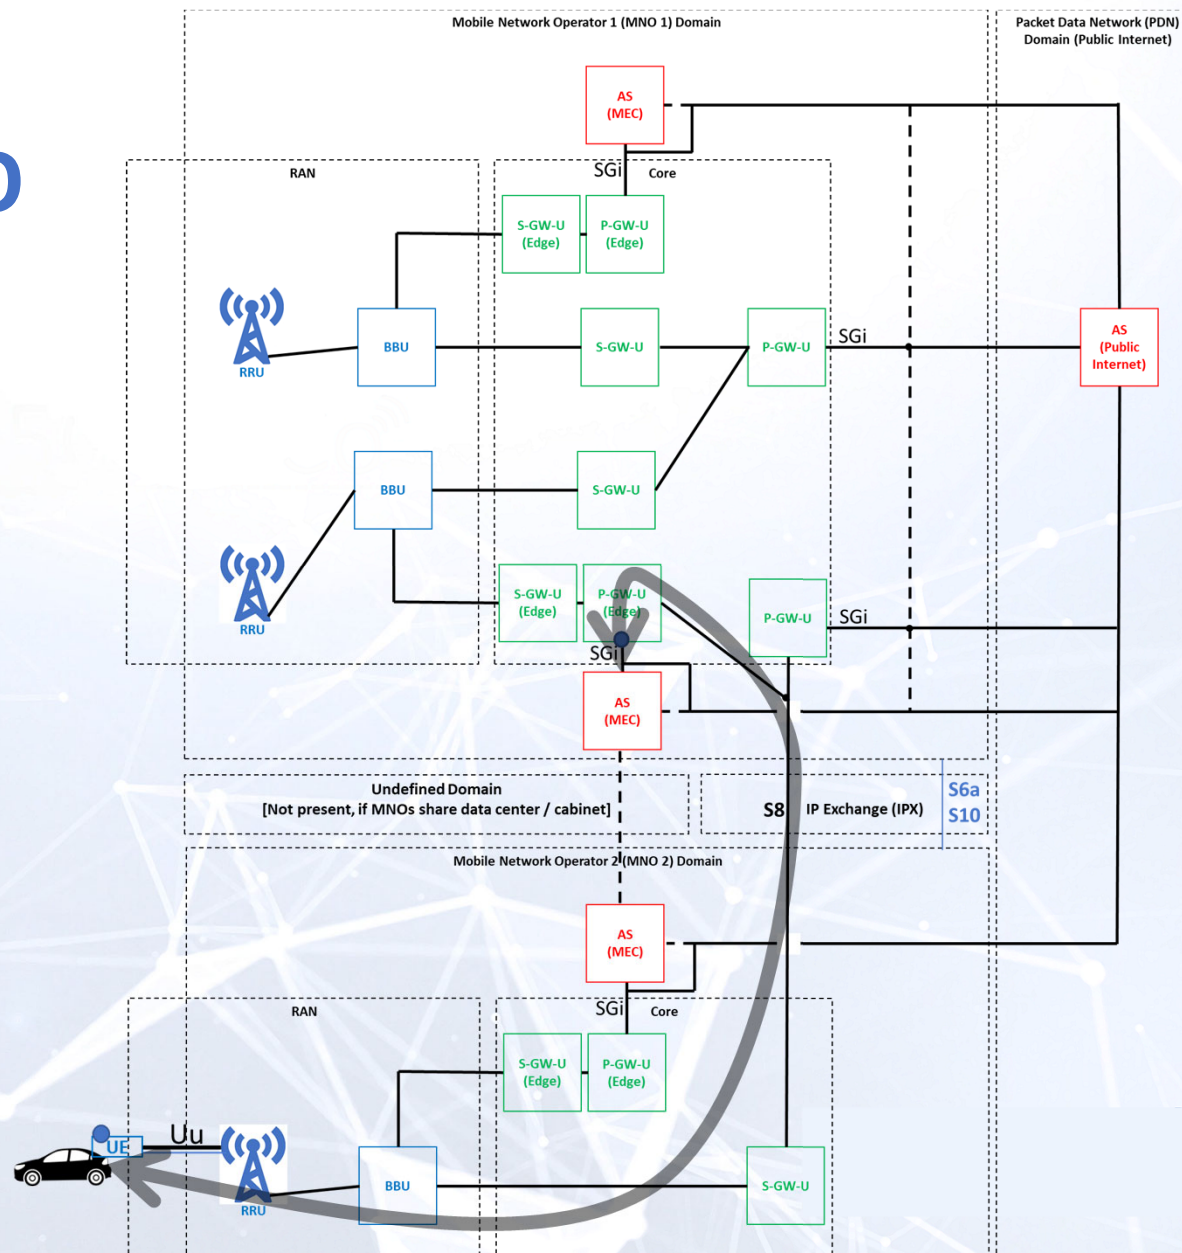 Mobile Network Operator 1 (MNO 1) Domain
Packet Data Network (PDN)
Domain (Public Internet)
AS
(MEC)
SGi
Core
RAN
S-GW-U
(Edge)
P-GW-U
(Edge)
RRU
BBU
S-GW-U
P-GW-U
SGi
AS
(Public
Internet)
BBU
S-GW-U
RRU
S-GW-U
(Edge)
P-GW-U
(Edge)
P-GW-U
SGi
SGi
AS
(MEC)
Undefined Domain
[Not present, if MNOs share data center / cabinet]
S8
IP Exchange (IPX)
S6a
S10
Mobile Network Operator 2 (MNO 2) Domain
AS
(MEC)
SGi
Core
RAN
S-GW-U
(Edge)
P-GW-U
(Edge)
UE
Uu
RRU
BBU
S-GW-U